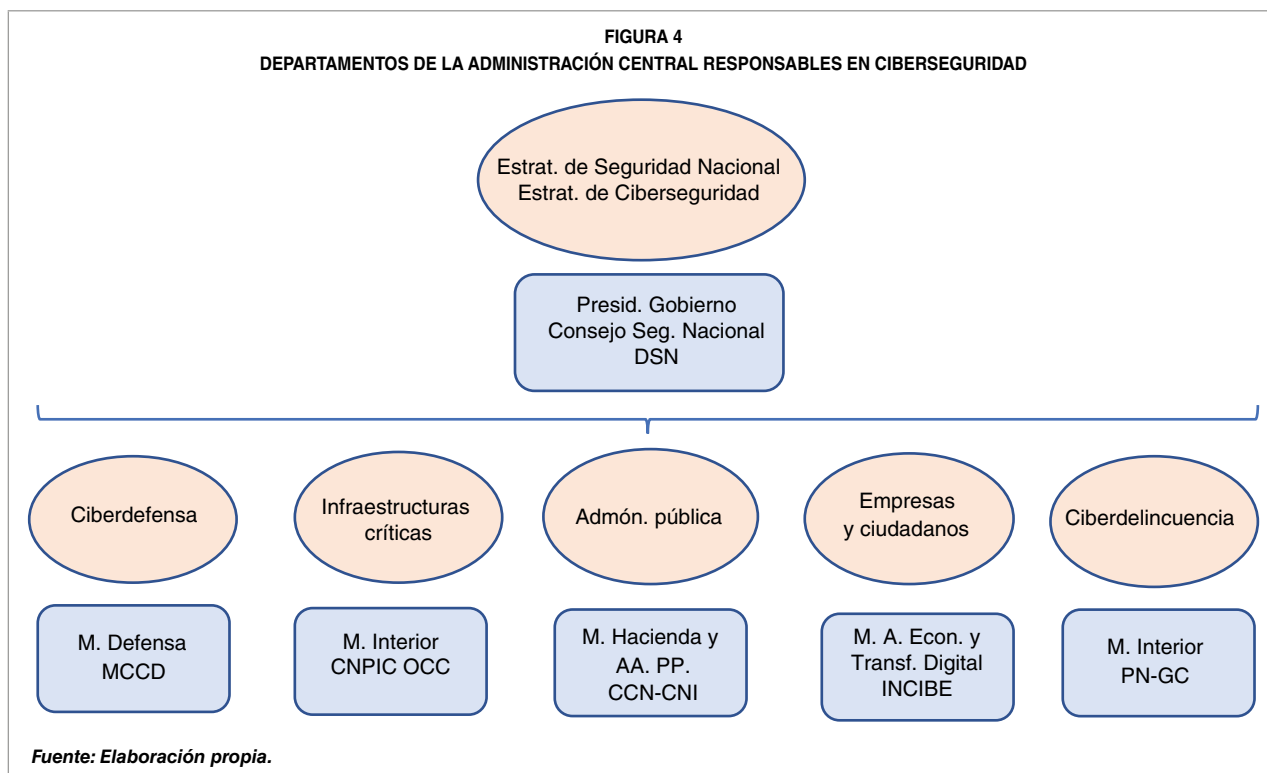 FIGURA 4
DEPARTAMENTOS DE LA ADMINISTRACIÓN CENTRAL RESPONSABLES EN CIBERSEGURIDAD
Estrat. de Seguridad Nacional
Estrat. de Ciberseguridad
Presid. Gobierno
Consejo Seg. Nacional
DSN
Ciberdefensa
Infraestructuras
críticas
Admón. pública
Empresas
y ciudadanos
Ciberdelincuencia
M. Defensa
MCCD
M. Interior
CNPIC OCC
M. Hacienda y
AA. PP.
CCN-CNI
M. A. Econ. y
Transf. Digital
INCIBE
M. Interior
PN-GC
Fuente: Elaboración propia.